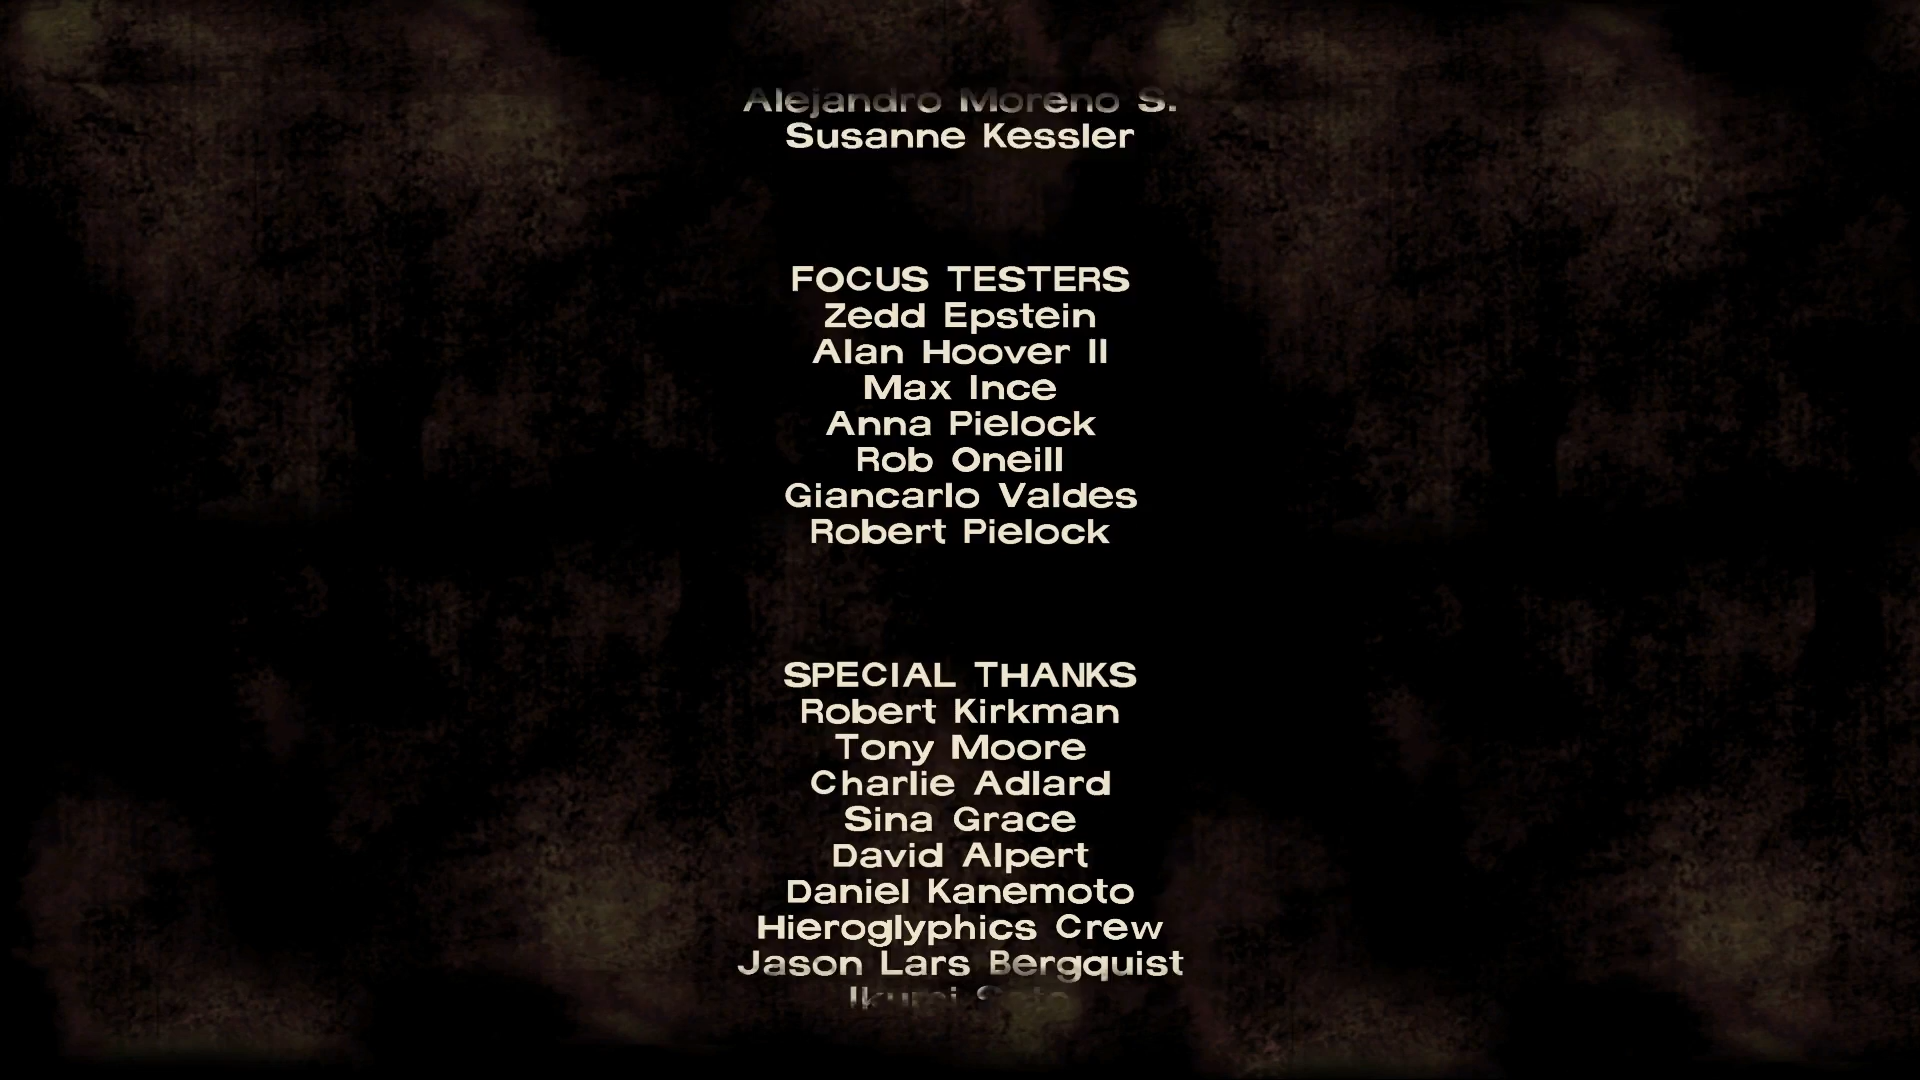 Alejandro Moreno S.
Susanne Kessler
FOCUS TESTERS
Zedd Epstein
Alan Hoover II
Max Ince
Anna Pielock
Rob Oneill
Giancarlo Valdes
Robert Pielock
SPECIAL THANKS
Robert Kirkman
Tony Moore
Charlie Adlard
Sina Grace
David Alpert
Daniel Kanemoto
Hieroglyphics Crew
Jason Lars Bergquist